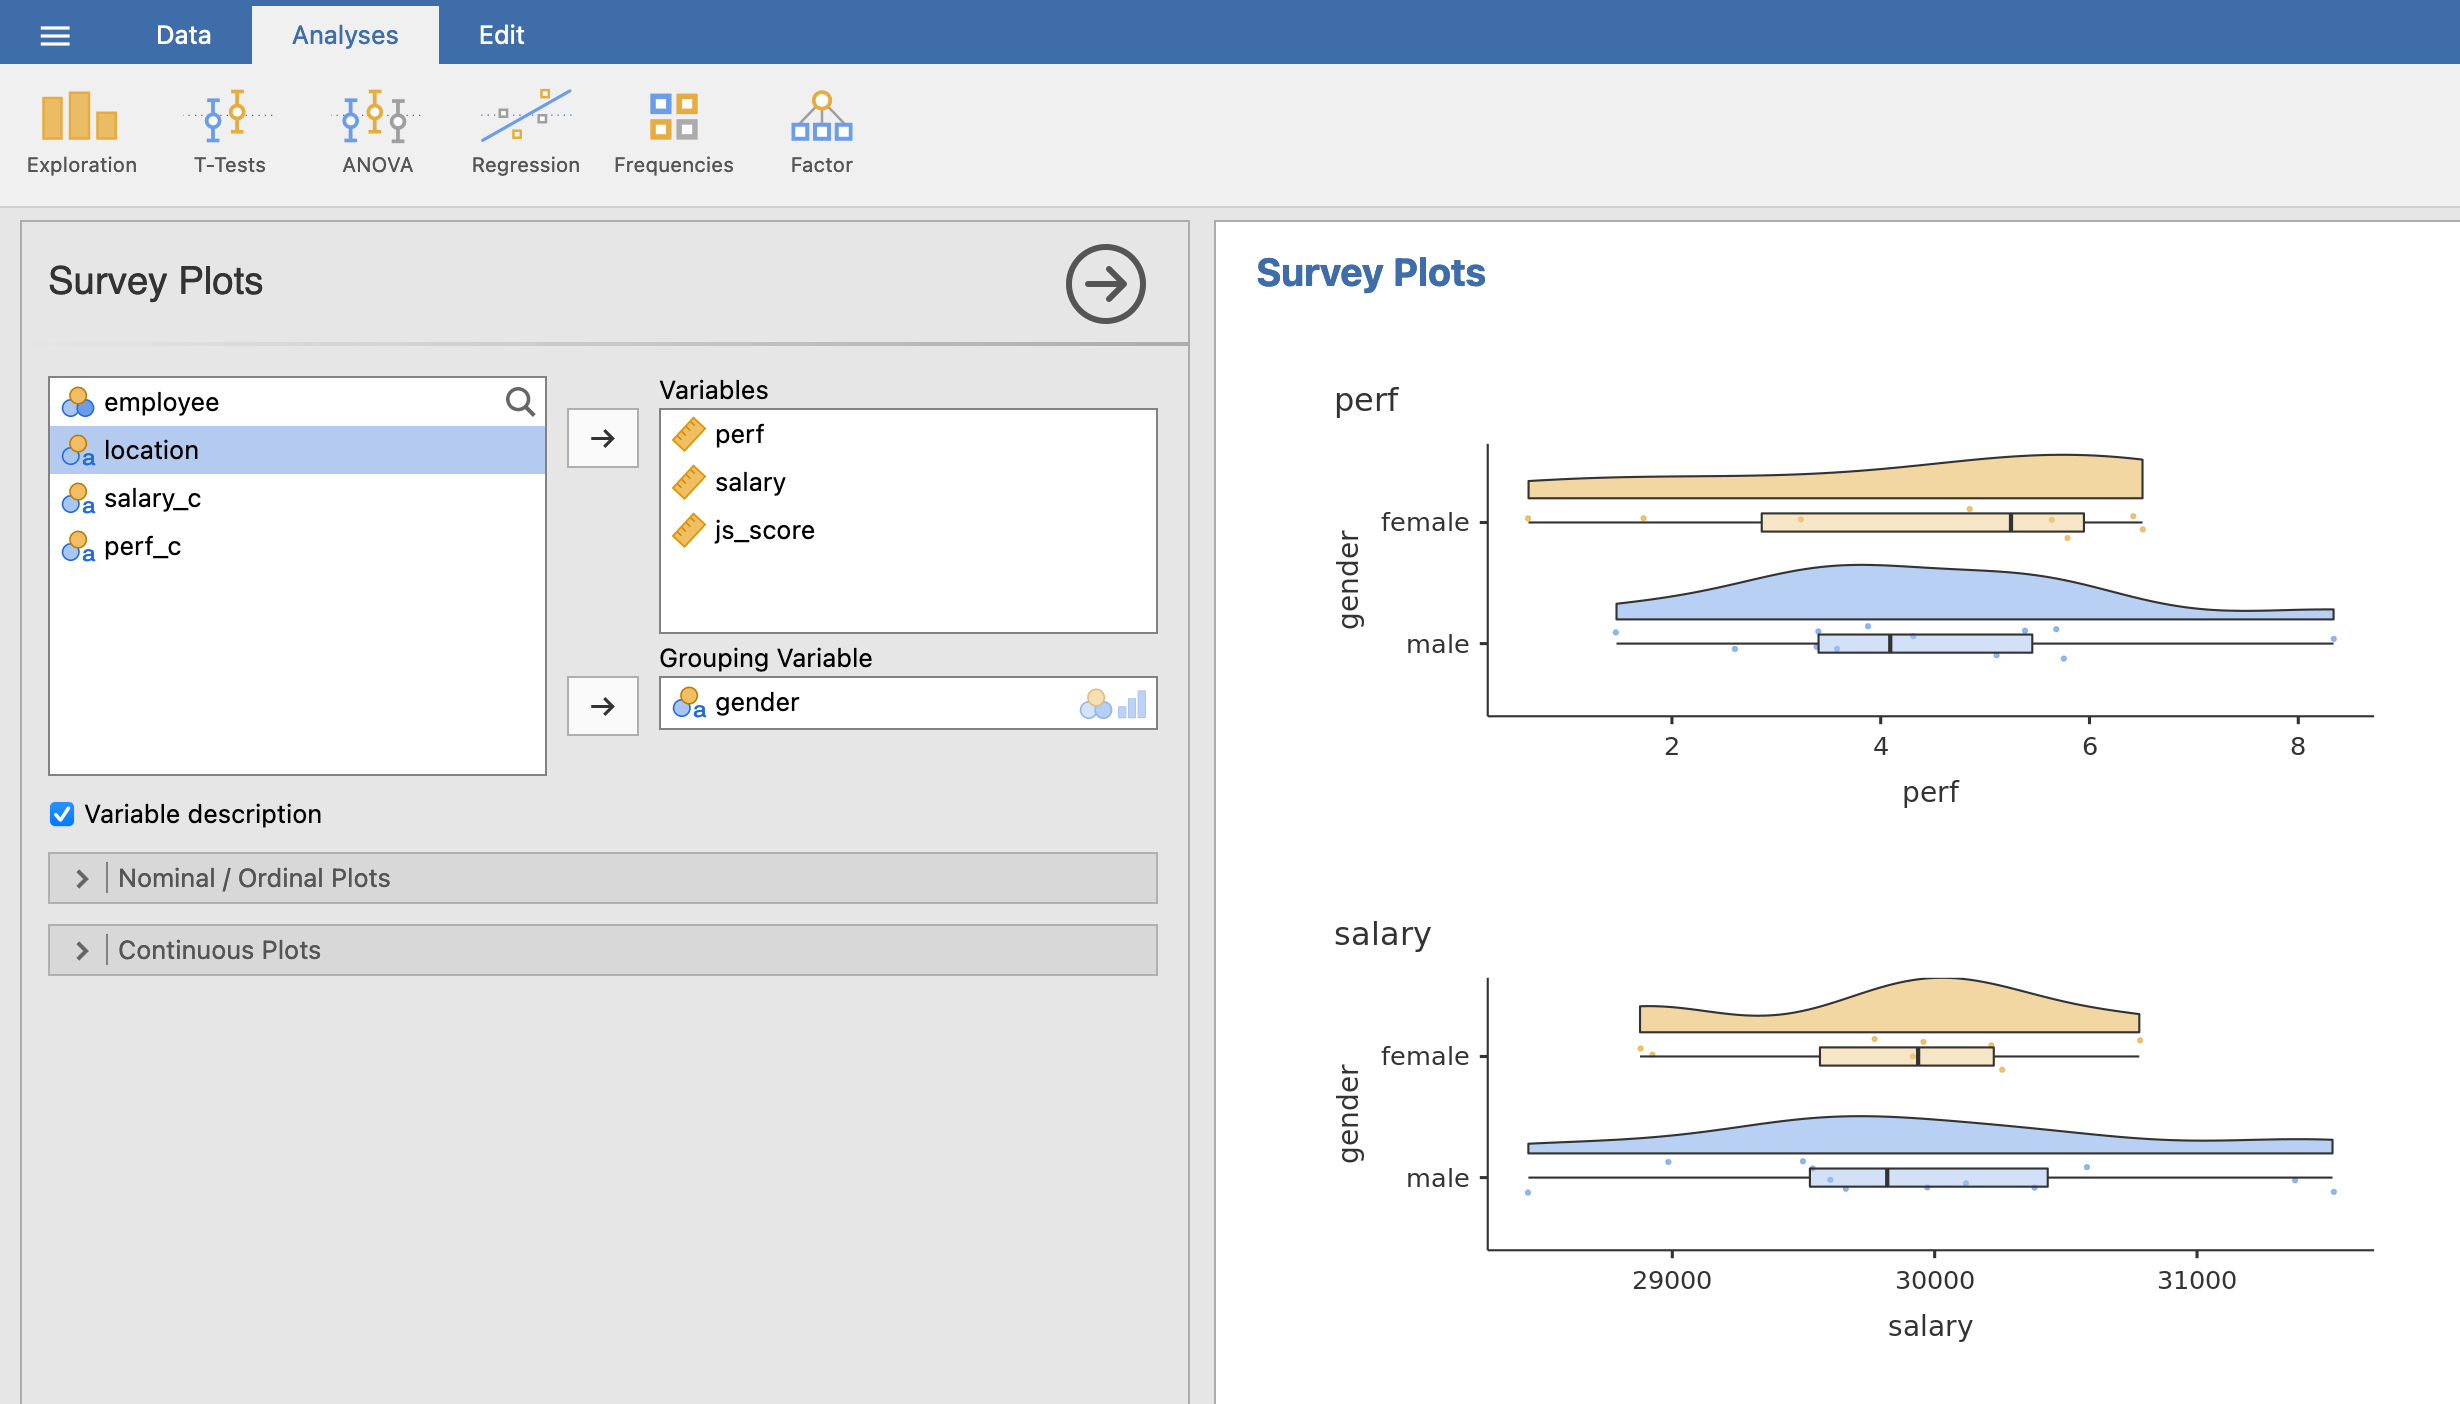 Data
Analyses
Edit
Exploration
T-Tests
ANOVA
Regression
Frequencies
Factor
Survey Plots
employee
location
salary_c
perf_c
Variables
perf
salary
js_score
Grouping Variable
gender
Variable description
Nominal / Ordinal Plots
Continuous Plots
Survey Plots
perf
gender
female
male
2 4 6 8
perf
salary
gender
female
male
29000 30000 31000
salary